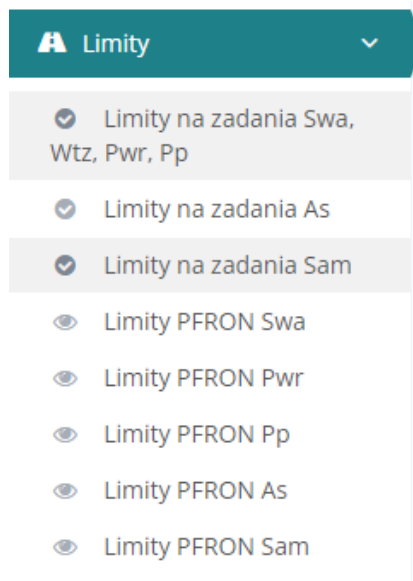 Limity
Limity na zadania Swa,
Wtz, Pwr, Pp
Limity na zadania As
Limity na zadania Sam
Limity PFRON Swa
Limity PFRON Pwr
Limity PFRON Pp
Limity PFRON As
Limity PFRON Sam